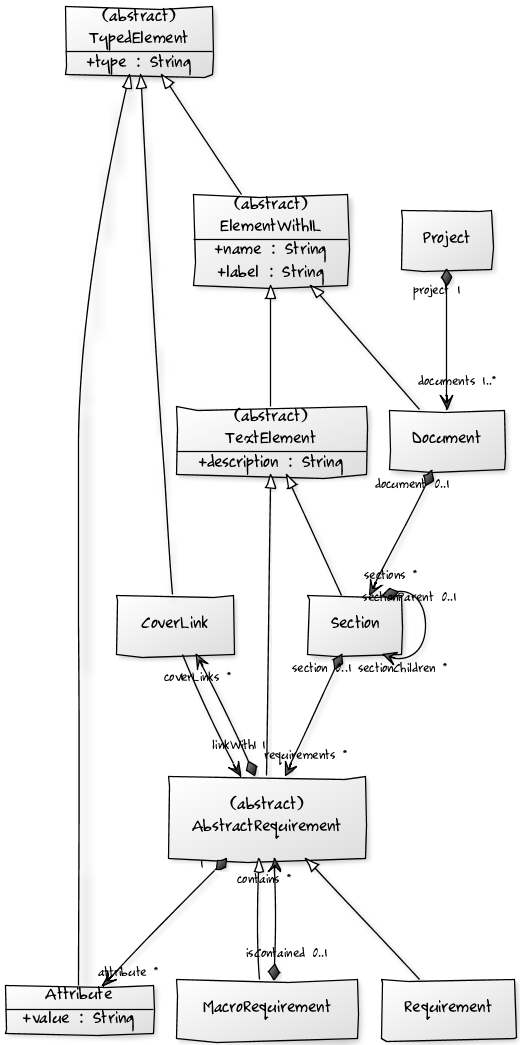 (abstract)
TypedElement
+type : String
(abstract)
ElementWithIL
+name : String
+label : String
Project
project 1
documents 1..*
(abstract)
TextElement
+description : String
Document
document 0..1
sections *
sectionParent 0..1
CoverLink
Section
section 0..1 sectionChildren *
coverLinks *
linkWith1 1
requirements *
(abstract)
AbstractRequirement
1
contains *
isContained 0..1
attribute *
Attribute
+value : String
MacroRequirement
Requirement